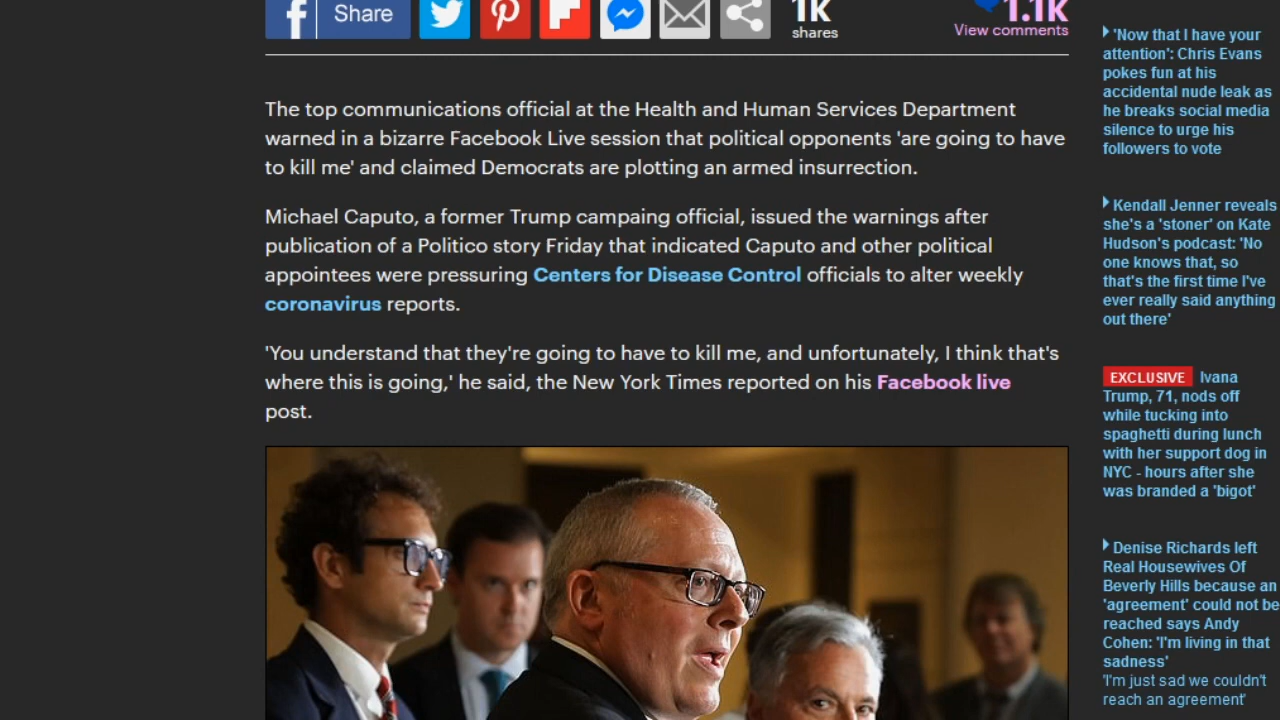 Share
1k
shares
1.1k
View comments
The top communications official at the Health and Human Services Department
warned in a bizarre Facebook Live session that political opponents 'are going to have
to kill me' and claimed Democrats are plotting an armed insurrection.
Michael Caputo, a former Trump campaing official, issued the warnings after
publication of a Politico story Friday that indicated Caputo and other political
appointees were pressuring Centers for Disease Control officials to alter weekly
coronavirus reports.
'You understand that they're going to have to kill me, and unfortunately, I think that's
where this is going,' he said, the New York Times reported on his Facebook live
post.
'Now that I have your
attention': Chris Evans
pokes fun at his
accidental nude leak as
he breaks social media
silence to urge his
followers to vote
Kendall Jenner reveals
she's a 'stoner' on Kate
Hudson's podcast: 'No
one knows that, so
that's the first time I've
ever really said anything
out there'
EXCLUSIVE Ivana
Trump, 71, nods off
while tucking into
spaghetti during lunch
with her support dog in
NYC - hours after she
was branded a 'bigot'
Denise Richards left
Real Housewives Of
Beverly Hills because an
'agreement' could not be
reached says Andy
Cohen: 'I'm living in that
sadness'
'I'm just sad we couldn't
reach an agreement'